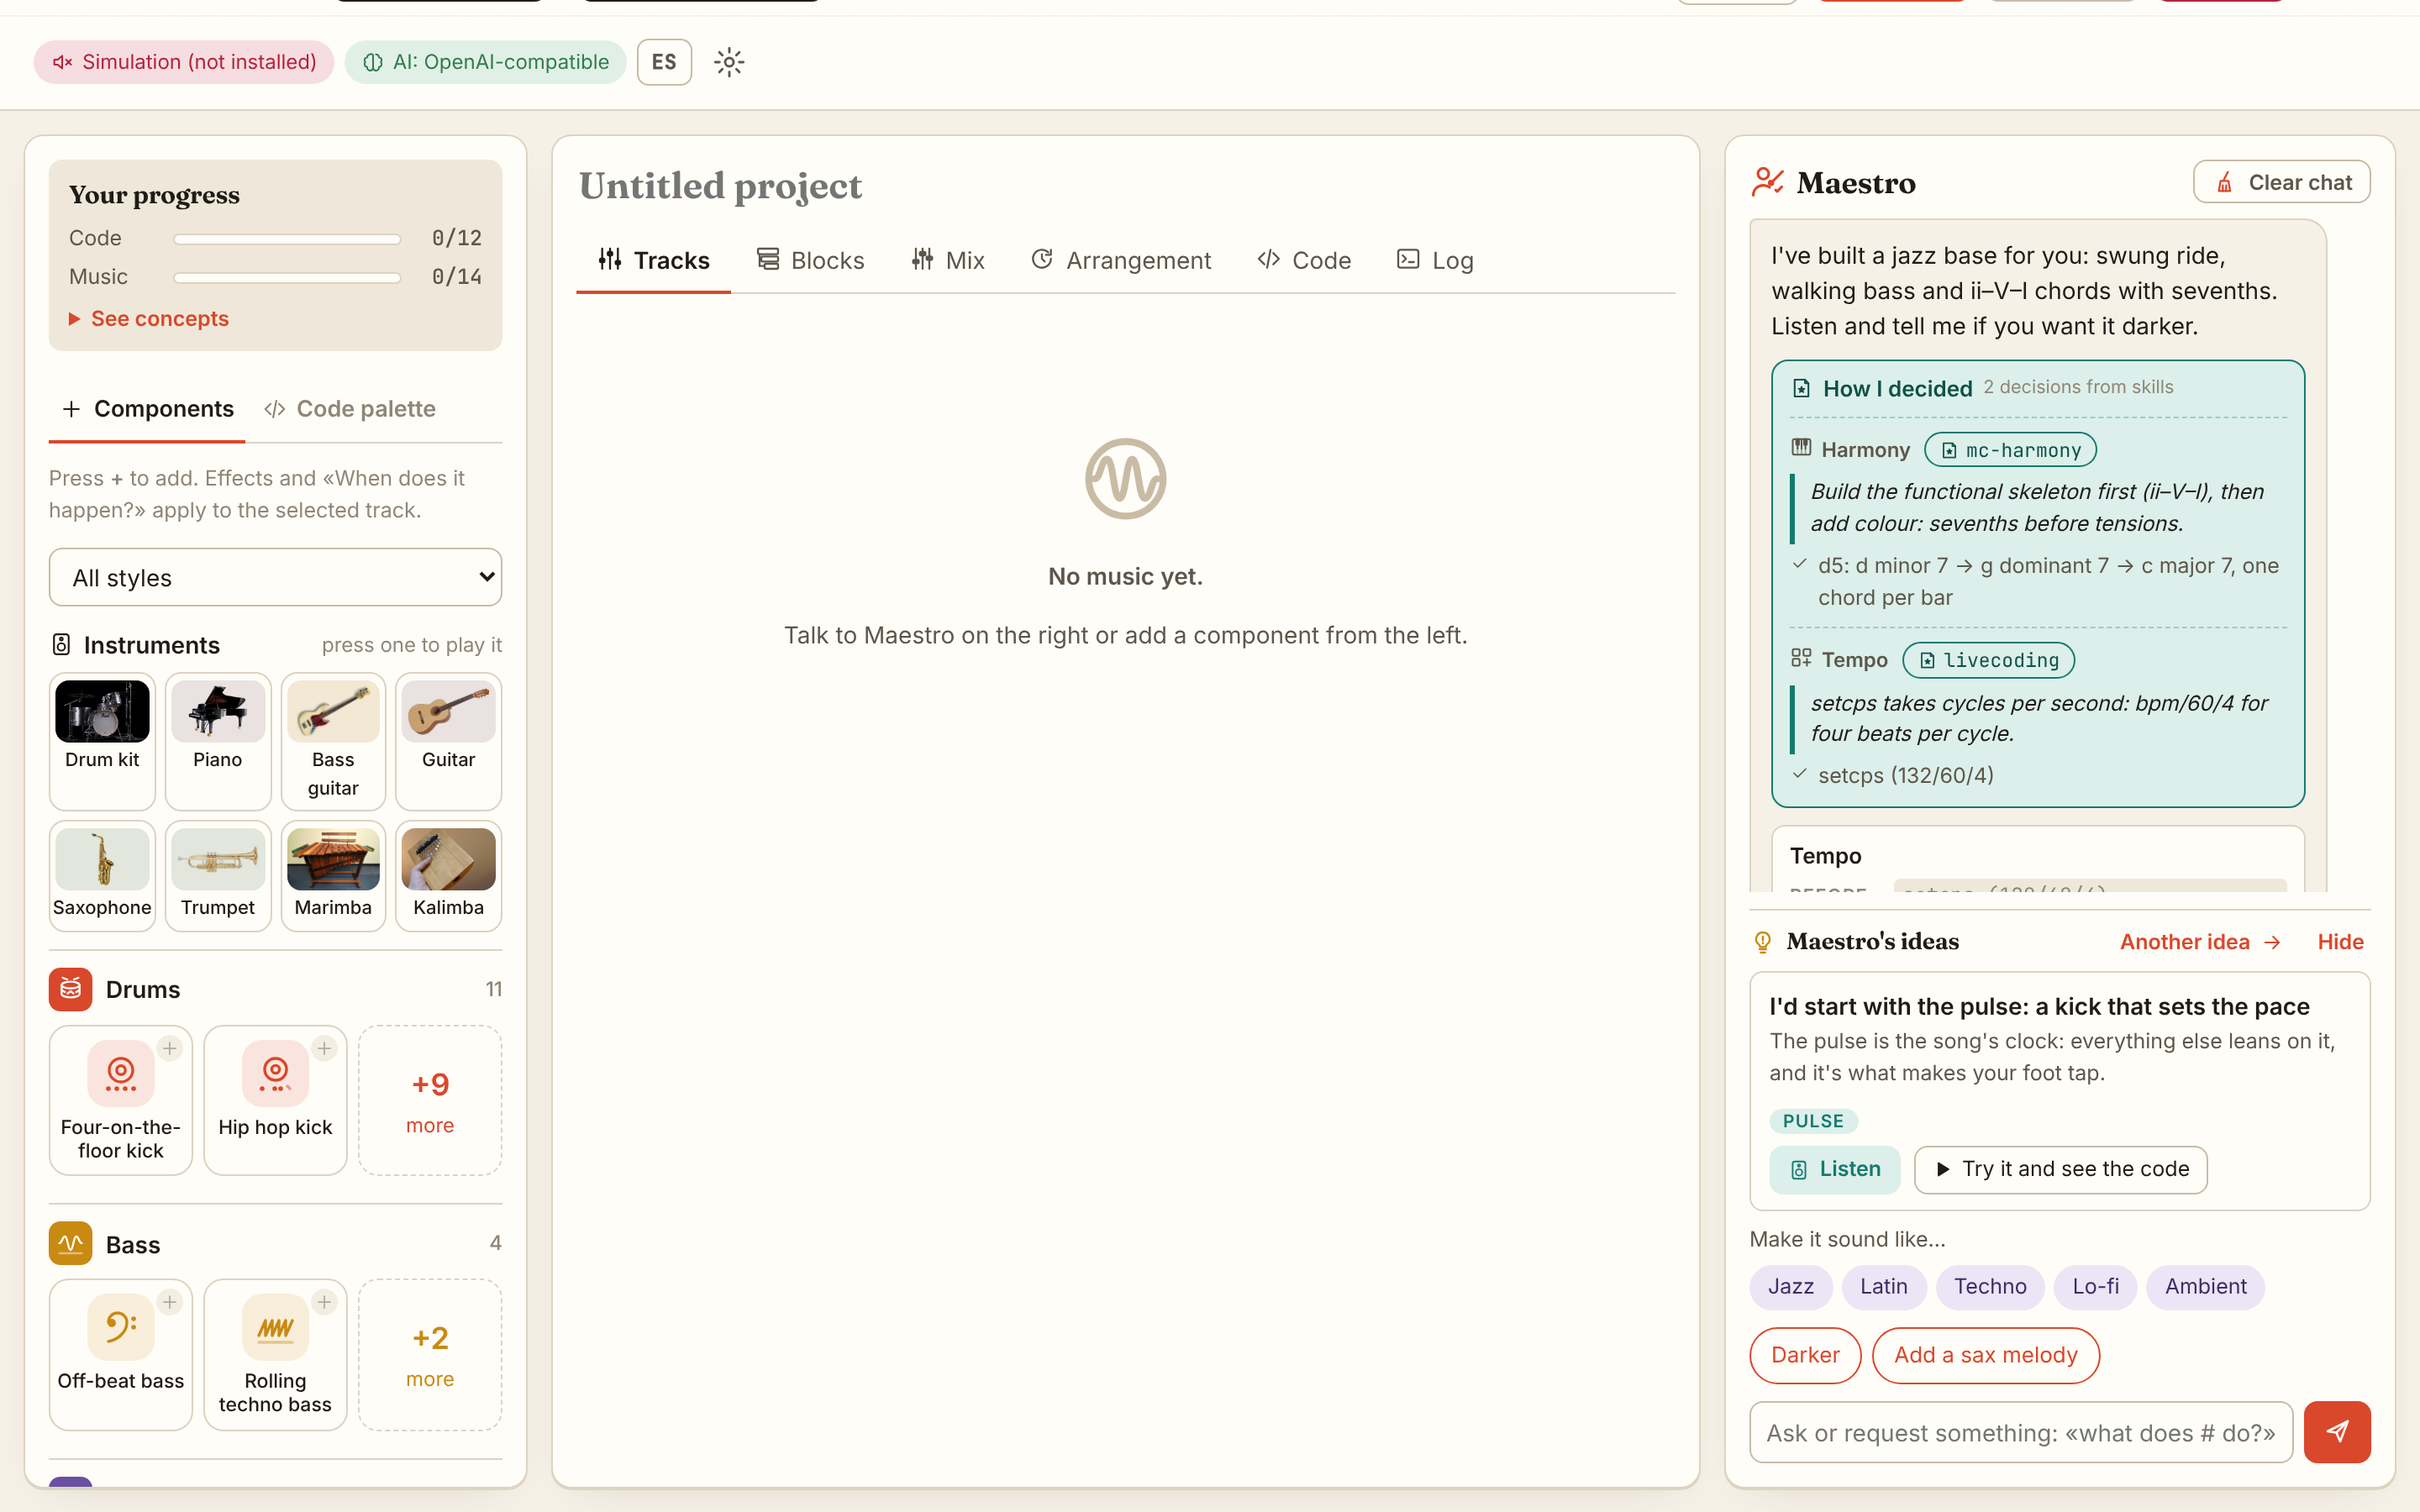 Simulation (not installed)
AI: OpenAI-compatible
ES
Your progress
Code 0/12
Music 0/14
See concepts
Components
Code palette
Press + to add. Effects and «When does it
happen?» apply to the selected track.
All styles
Instruments
press one to play it
Drum kit
Piano
Bass
guitar
Guitar
Saxophone
Trumpet
Marimba
Kalimba
Drums
11
Four-on-the-
floor kick
Hip hop kick
+9
more
Bass
4
Off-beat bass
Rolling
techno bass
+2
more
Untitled project
Tracks
Blocks
Mix
Arrangement
Code
Log
No music yet.
Talk to Maestro on the right or add a component from the left.
Maestro
Clear chat
I've built a jazz base for you: swung ride,
walking bass and ii–V–I chords with sevenths.
Listen and tell me if you want it darker.
How I decided
2 decisions from skills
Harmony
mc-harmony
Build the functional skeleton first (ii–V–I), then
add colour: sevenths before tensions.
d5: d minor 7 → g dominant 7 → c major 7, one
chord per bar
Tempo
livecoding
setcps takes cycles per second: bpm/60/4 for
four beats per cycle.
setcps (132/60/4)
Tempo
Maestro's ideas
Another idea →
Hide
I'd start with the pulse: a kick that sets the pace
The pulse is the song's clock: everything else leans on it,
and it's what makes your foot tap.
PULSE
Listen
Try it and see the code
Make it sound like…
Jazz
Latin
Techno
Lo-fi
Ambient
Darker
Add a sax melody
Ask or request something: «what does # do?»